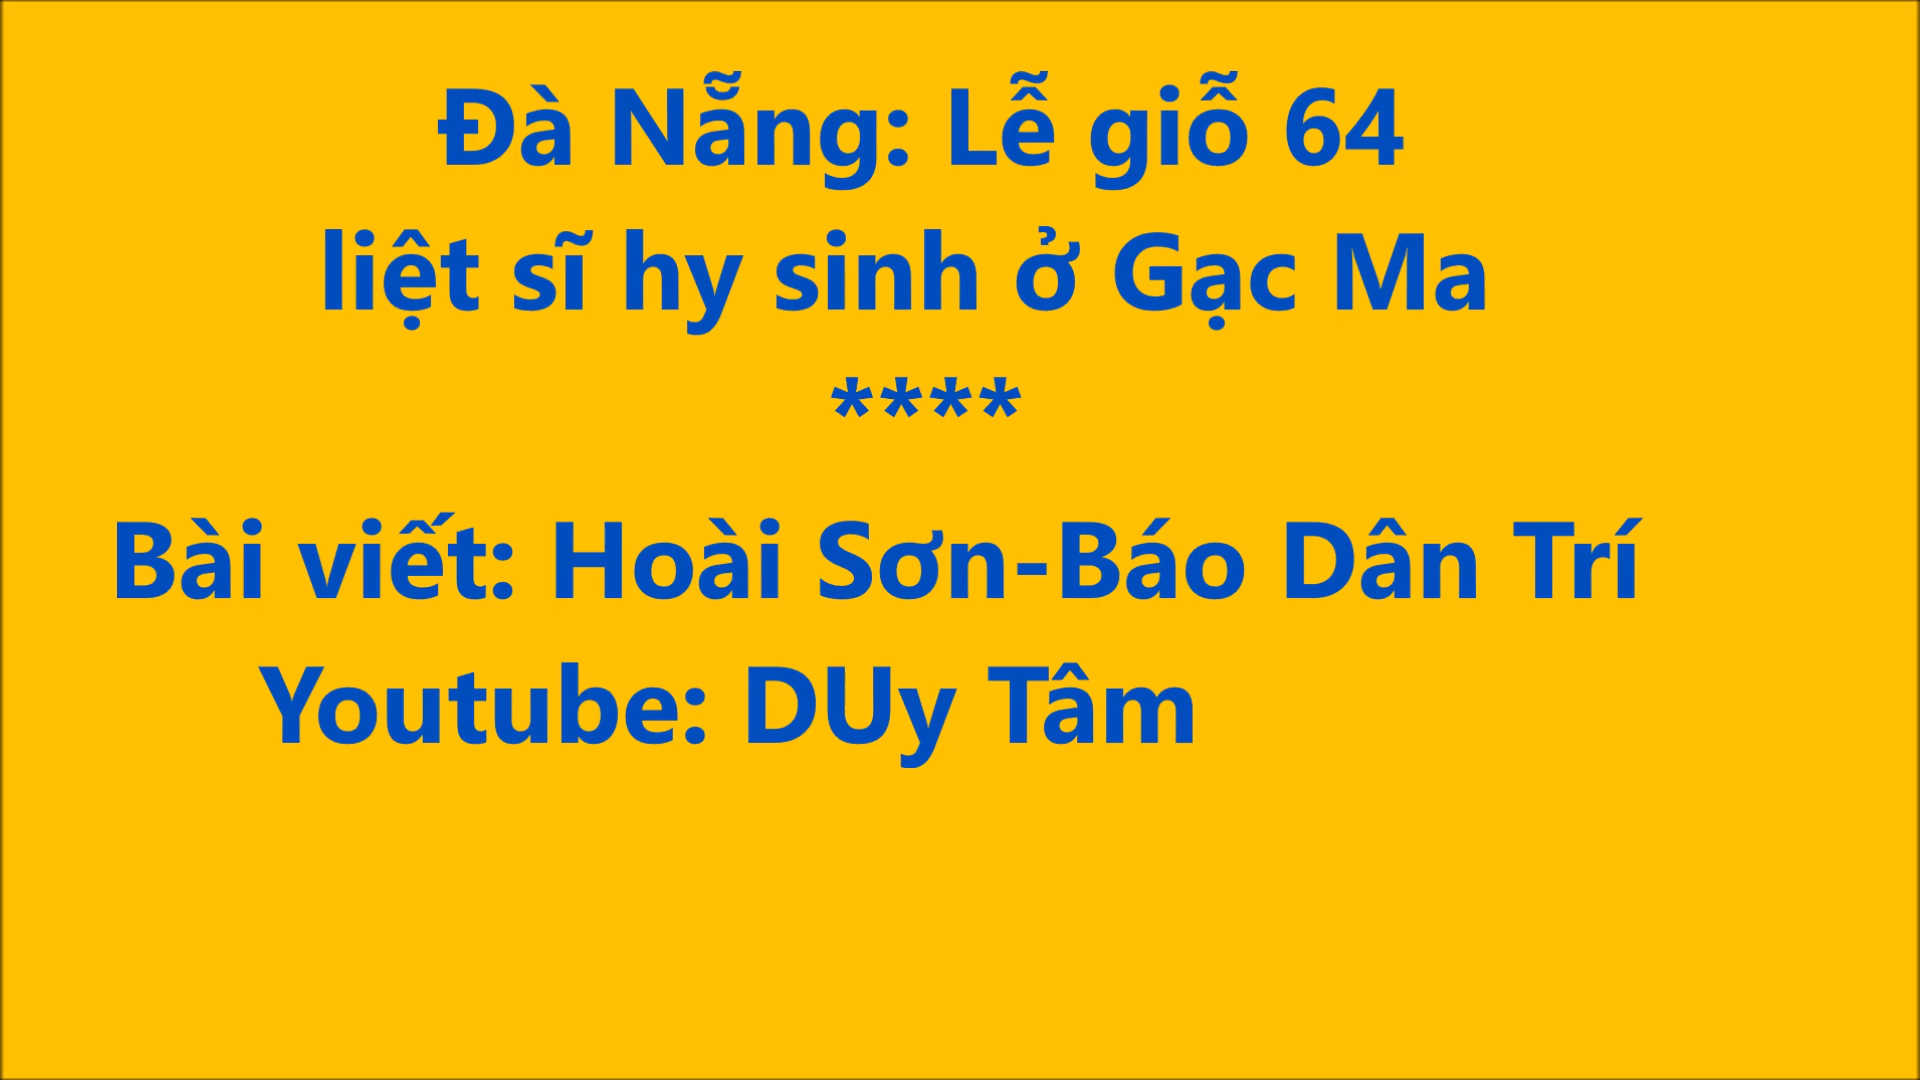 Đà Nẵng: Lễ giỗ 64
liệt sĩ hy sinh ở Gạc Ma
****
Bài viết: Hoài Sơn-Báo Dân Trí
Youtube: DUy Tâm